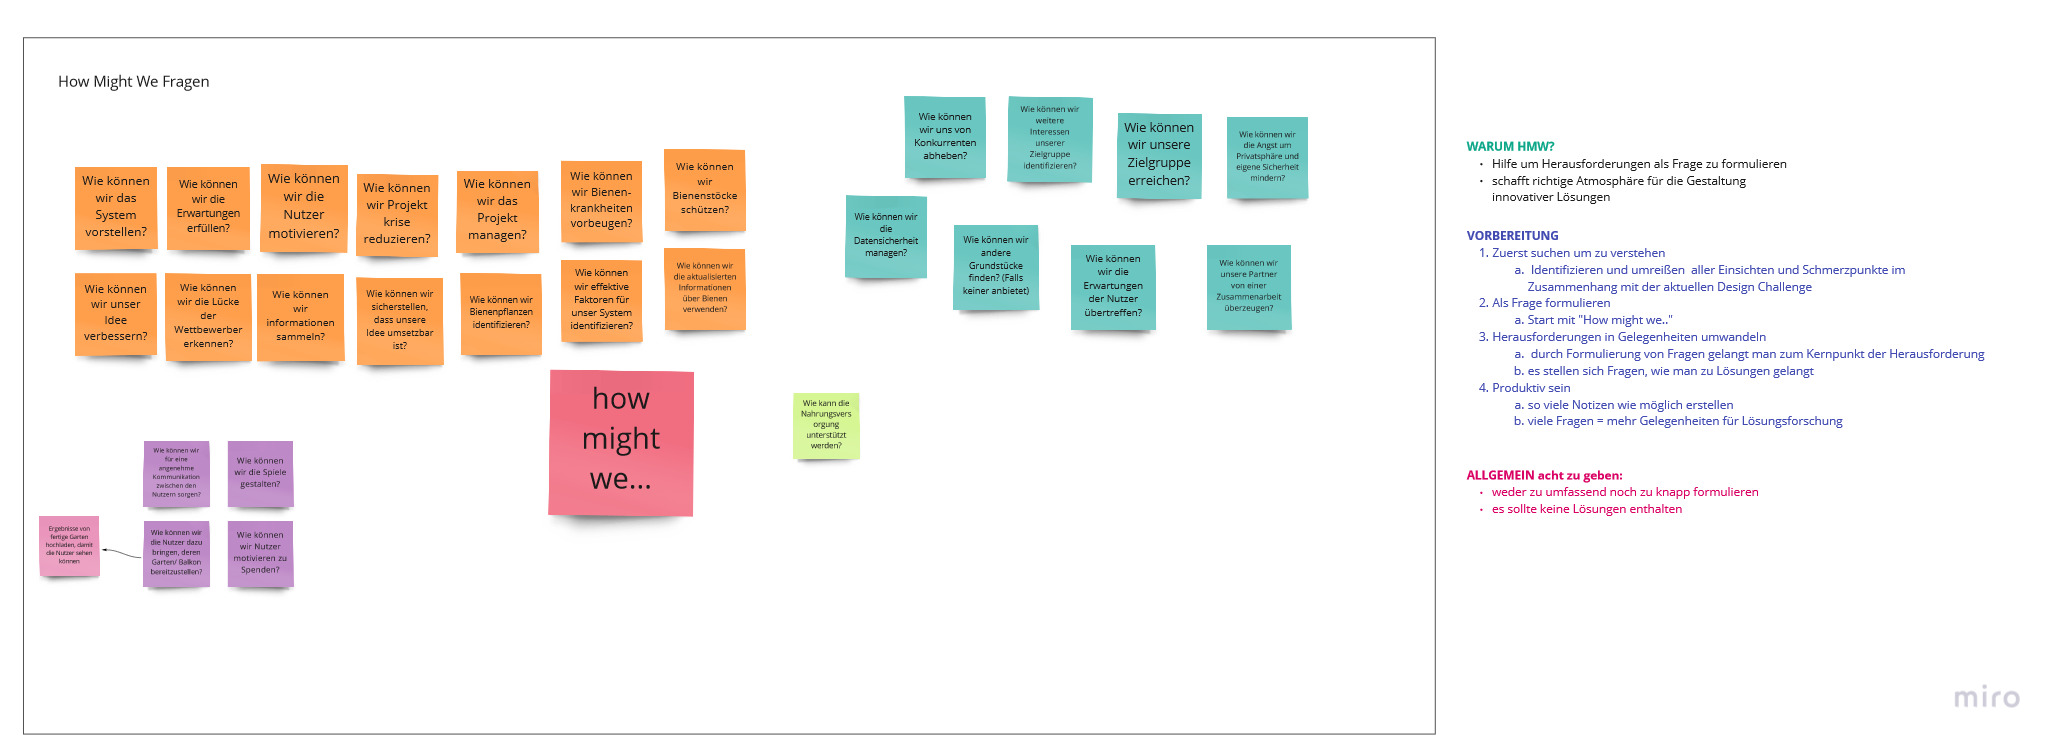 How Might We Fragen
Wie können
wir das
System
vorstellen?
Wie können
wir die
Erwartungen
erfüllen?
Wie können
wir die
Nutzer
motivieren?
Wie können
wir Projekt
krise
reduzieren?
Wie können
wir das
Projekt
managen?
Wie können
wir Bienen-
krankheiten
vorbeugen?
Wie können
wir
Bienenstöcke
schützen?
Wie können
wir unser
Idee
verbessern?
Wie können
wir die Lücke
der
Wettbewerber
erkennen?
Wie können
wir
informationen
sammeln?
Wie können wir
sicherstellen,
dass unsere
Idee umsetzbar
ist?
Wie können wir
Bienenpflanzen
identifizieren?
Wie können
wir effektive
Faktoren für
unser System
identifizieren?
Wie können wir
die aktualisierten
Informationen
über Bienen
verwenden?
Wie können
wir uns von
Konkurrenten
abheben?
Wie können wir
weitere
Interessen
unserer
Zielgruppe
identifizieren?
Wie können
wir unsere
Zielgruppe
erreichen?
Wie können wir
die Angst um
Privatsphäre und
eigene Sicherheit
mindern?
Wie können wir
die
Datensicherheit
managen?
Wie können wir
andere
Grundstücke
finden? (Falls
keiner anbietet)
Wie können
wir die
Erwartungen
der Nutzer
übertreffen?
Wie können wir
unsere Partner
von einer
Zusammenarbeit
überzeugen?
how
might
we...
Wie kann die
Nahrungsvers
orgung
unterstützt
werden?
Wie können wir
für eine
angenehme
Kommunikation
zwischen den
Nutzern sorgen?
Wie können
wir die Spiele
gestalten?
Ergebnisse von
fertige Garten
hochladen, damit
die Nutzer sehen
können
Wie können wir
die Nutzer dazu
bringen, deren
Garten/ Balkon
bereitzustellen?
Wie können
wir Nutzer
motivieren zu
Spenden?
WARUM HMW?
• Hilfe um Herausforderungen als Frage zu formulieren
• schafft richtige Atmosphäre für die Gestaltung
innovativer Lösungen
VORBEREITUNG
1. Zuerst suchen um zu verstehen
a. Identifizieren und umreißen aller Einsichten und Schmerzpunkte im
Zusammenhang mit der aktuellen Design Challenge
2. Als Frage formulieren
a. Start mit "How might we.."
3. Herausforderungen in Gelegenheiten umwandeln
a. durch Formulierung von Fragen gelangt man zum Kernpunkt der Herausforderung
b. es stellen sich Fragen, wie man zu Lösungen gelangt
4. Produktiv sein
a. so viele Notizen wie möglich erstellen
b. viele Fragen = mehr Gelegenheiten für Lösungsforschung
ALLGEMEIN acht zu geben:
• weder zu umfassend noch zu knapp formulieren
• es sollte keine Lösungen enthalten
miro